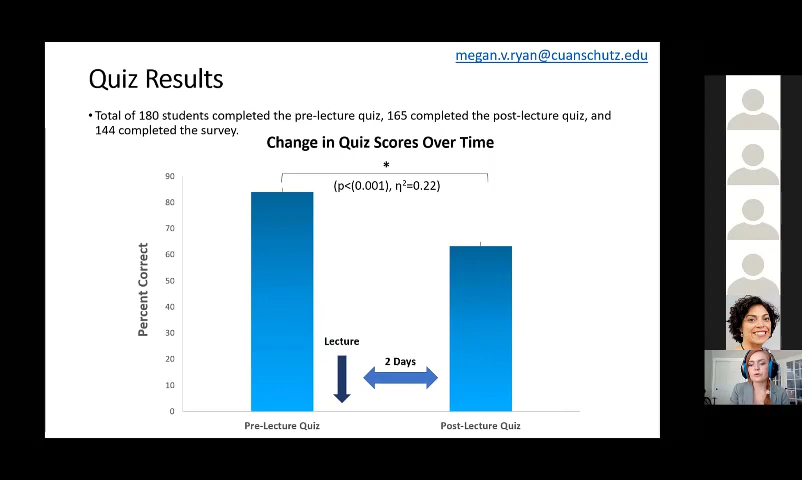 megan.v.ryan@cuanschutz.edu
Quiz Results
• Total of 180 students completed the pre-lecture quiz, 165 completed the post-lecture quiz, and
144 completed the survey.
Change in Quiz Scores Over Time
*
(p<(0.001), η²=0.22)
90
80
70
60
50
40
30
20
10
0
Percent Correct
Lecture
2 Days
Pre-Lecture Quiz
Post-Lecture Quiz